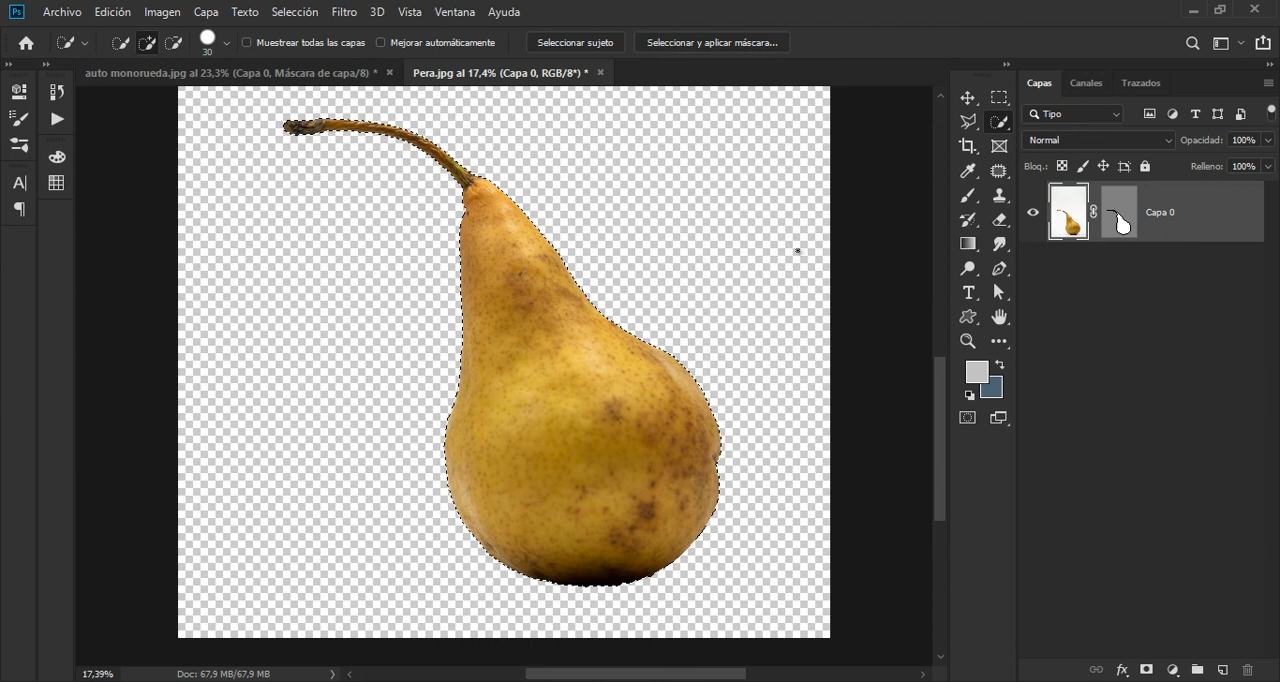 Ps Archivo Edición Imagen Capa Texto Selección Filtro 3D Vista Ventana Ayuda
30 Muestrear todas las capas Mejorar automáticamente Seleccionar sujeto Seleccionar y aplicar máscara...
auto monorueda.jpg al 23,3% (Capa 0, Máscara de capa/8) * × Pera.jpg al 17,4% (Capa 0, RGB/8*) * ×
Capas Canales Trazados
Tipo
Normal Opacidad: 100%
Bloq.: Relleno: 100%
Capa 0
17,39% Doc: 67,9 MB/67,9 MB